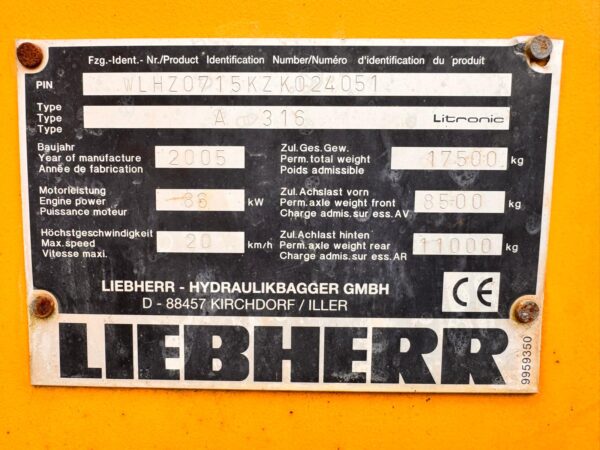 Fzg.-Ident.- Nr./Product Identification Number/Numéro d'identification du produit
PIN WLHZ0715KZK024051
Type
Type A 316 Litronic
Type
Baujahr
Year of manufacture 2005
Année de fabrication
Zul.Ges.Gew.
Perm.total weight 17500 kg
Poids admissible
Motorleistung
Engine power kW
Puissance moteur
Zul. Achslast vorn
Perm.axle weight front 8500 kg
Charge admis.sur ess.AV
Höchstgeschwindigkeit
Max.speed 20 km/h
Vitesse maxi.
Zul.Achlast hinten
Perm.axle weight rear 11000 kg
Charge admis.sur ess.AR
LIEBHERR - HYDRAULIKBAGGER GMBH
D - 88457 KIRCHDORF / ILLER
CE
LIEBHERR
9959350